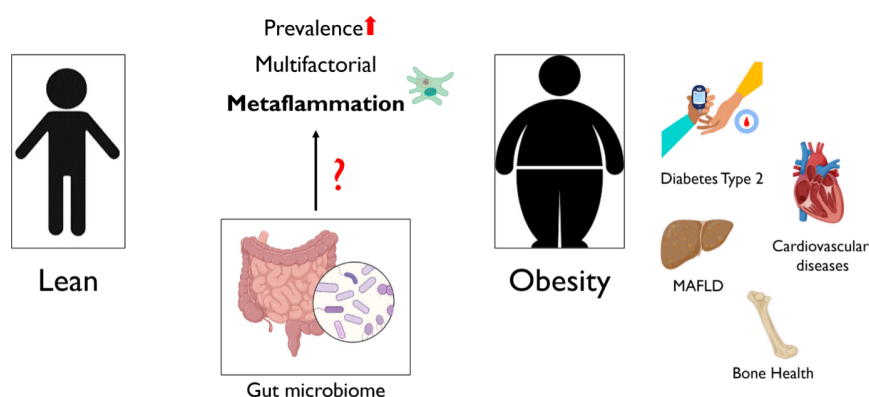 Prevalence
Multifactorial
Metaflammation
?
Lean
Gut microbiome
Obesity
Diabetes Type 2
Cardiovascular
diseases
MAFLD
Bone Health